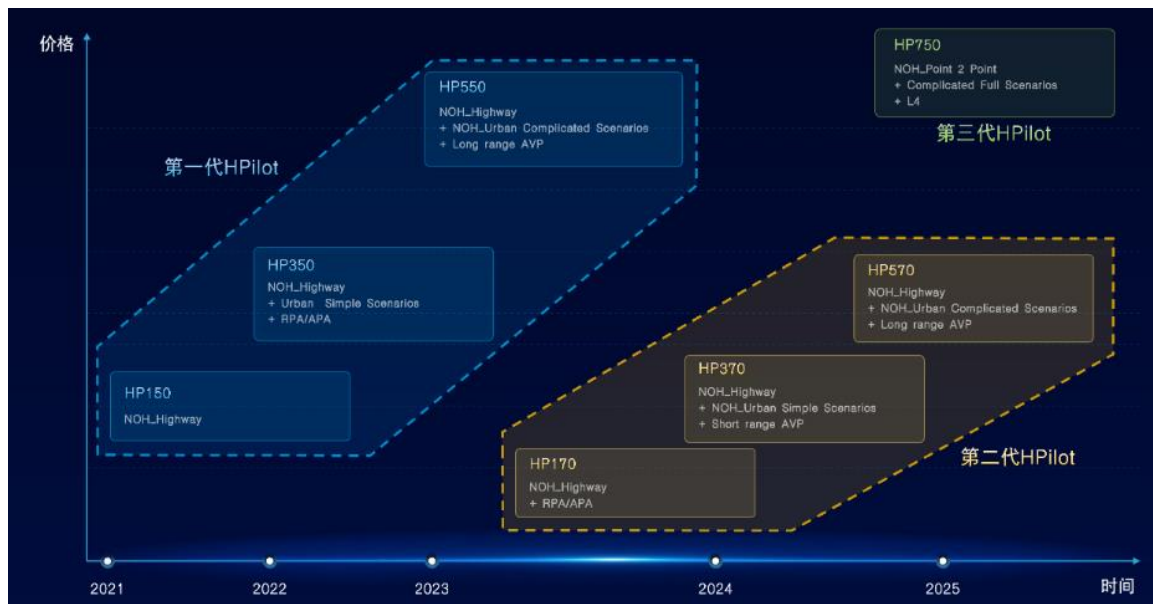 价格
HP750
NOH_Point 2 Point
+ Complicated Full Scenarios
+ L4
第三代HPilot
HP550
NOH_Highway
+ NOH_Urban Complicated Scenarios
+ Long range AVP
第一代HPilot
HP350
NOH_Highway
+ Urban Simple Scenarios
+ RPA/APA
HP150
NOH_Highway
HP570
NOH_Highway
+ NOH_Urban Complicated Scenarios
+ Long range AVP
HP370
NOH_Highway
+ NOH_Urban Simple Scenarios
+ Short range AVP
第二代HPilot
HP170
NOH_Highway
+ RPA/APA
2021
2022
2023
2024
2025
时间